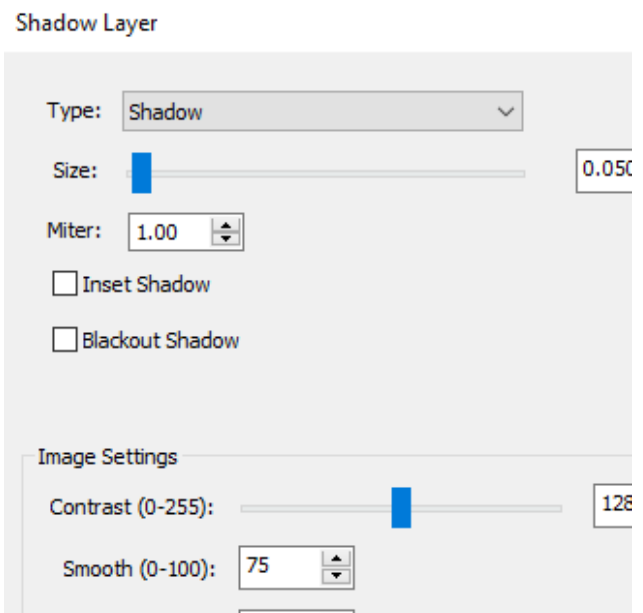 Shadow Layer
Type: Shadow
Size: 0.050
Miter: 1.00
Inset Shadow
Blackout Shadow
Image Settings
Contrast (0-255): 128
Smooth (0-100): 75